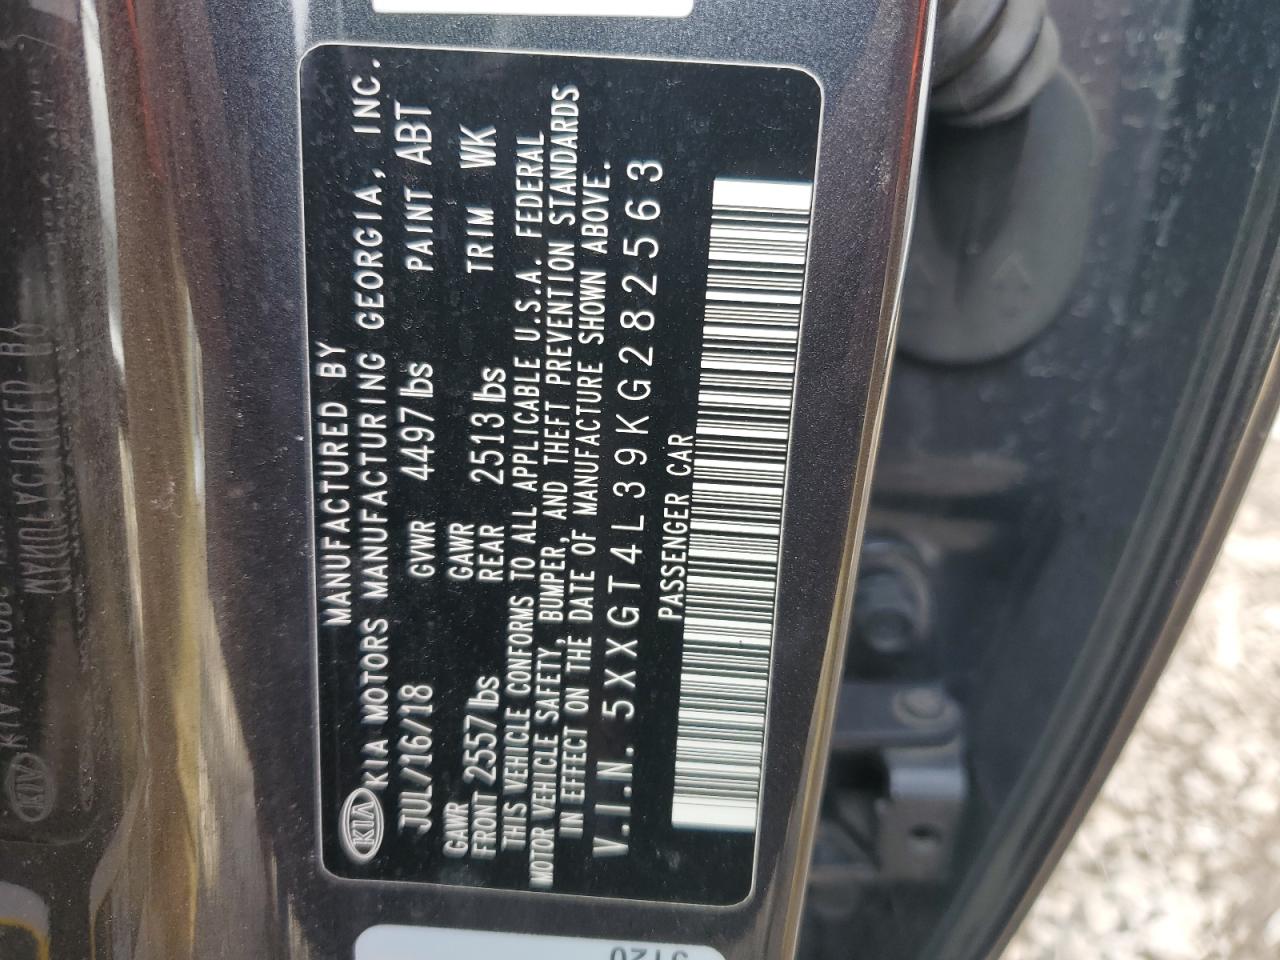 MANUFACTURED BY
KIA KIA MOTORS MANUFACTURING GEORGIA, INC.
JUL/16/18 GVWR 4497 lbs PAINT ABT
GAWR FRONT 2557 lbs GAWR REAR 2513 lbs TRIM WK
THIS VEHICLE CONFORMS TO ALL APPLICABLE U.S.A. FEDERAL
MOTOR VEHICLE SAFETY, BUMPER, AND THEFT PREVENTION STANDARDS
IN EFFECT ON THE DATE OF MANUFACTURE SHOWN ABOVE.
V.I.N. 5XXGT4L39KG282563
PASSENGER CAR
5120